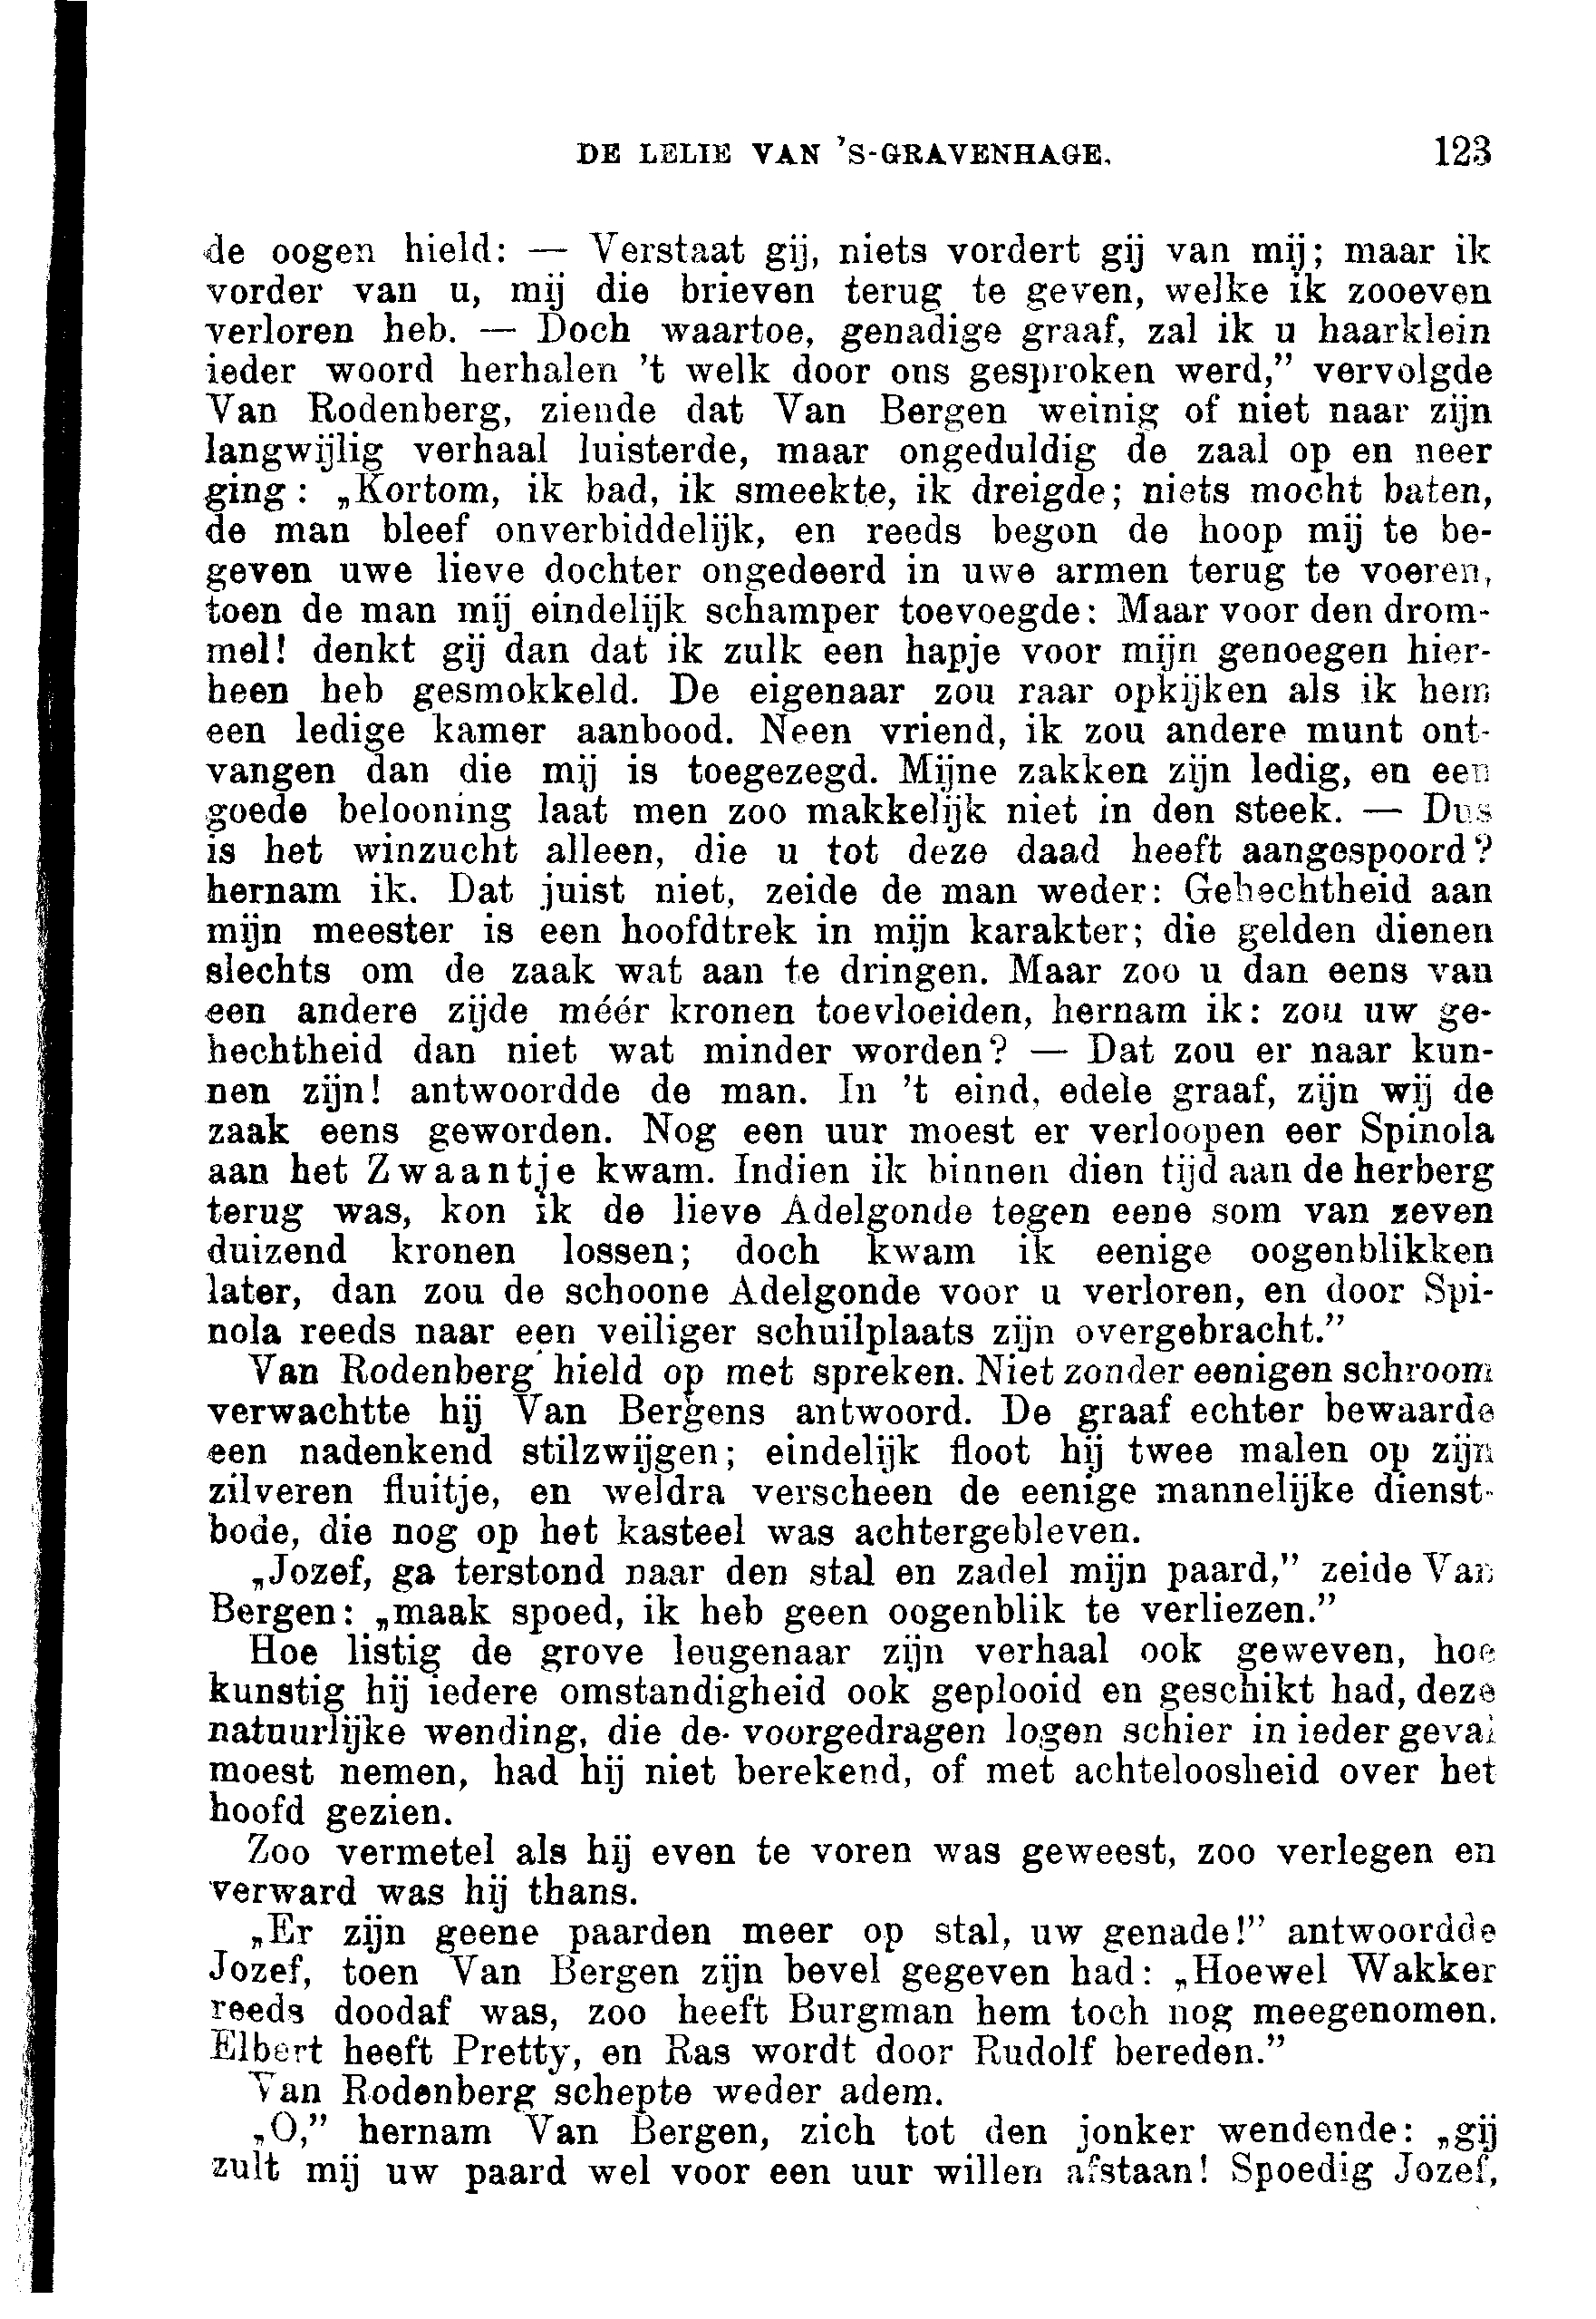 DE LELIE VAN 'S-GRAVENHAGE. 123
de oogen hield: — Verstaat gij, niets vordert gij van mij; maar ik
vorder van u, mij die brieven terug te geven, welke ik zooeven
verloren heb. — Doch waartoe, genadige graaf, zal ik u haarklein
ieder woord herhalen 't welk door ons gesproken werd,” vervolgde
Van Rodenberg, ziende dat Van Bergen weinig of niet naar zijn
langwijlig verhaal luisterde, maar ongeduldig de zaal op en neer
ging: „Kortom, ik bad, ik smeekte, ik dreigde; niets mocht baten,
de man bleef onverbiddelijk, en reeds begon de hoop mij te be-
geven uwe lieve dochter ongedeerd in uwe armen terug te voeren,
toen de man mij eindelijk schamper toevoegde: Maar voor den drom-
mel! denkt gij dan dat ik zulk een hapje voor mijn genoegen hier-
heen heb gesmokkeld. De eigenaar zou raar opkijken als ik hem
een ledige kamer aanbood. Neen vriend, ik zou andere munt ont-
vangen dan die mij is toegezegd. Mijne zakken zijn ledig, en een
goede belooning laat men zoo makkelijk niet in den steek. — Dus
is het winzucht alleen, die u tot deze daad heeft aangespoord?
hernam ik. Dat juist niet, zeide de man weder: Gehechtheid aan
mijn meester is een hoofdtrek in mijn karakter; die gelden dienen
slechts om de zaak wat aan te dringen. Maar zoo u dan eens van
een andere zijde méér kronen toevloeiden, hernam ik: zou uw ge-
hechtheid dan niet wat minder worden? — Dat zou er naar kun-
nen zijn! antwoordde de man. In 't eind, edele graaf, zijn wij de
zaak eens geworden. Nog een uur moest er verloopen eer Spinola
aan het Zwaantje kwam. Indien ik binnen dien tijd aan de herberg
terug was, kon ik de lieve Adelgonde tegen eene som van zeven
duizend kronen lossen; doch kwam ik eenige oogenblikken
later, dan zou de schoone Adelgonde voor u verloren, en door Spi-
nola reeds naar een veiliger schuilplaats zijn overgebracht.”
Van Rodenberg hield op met spreken. Niet zonder eenigen schroom
verwachtte hij Van Bergens antwoord. De graaf echter bewaarde
een nadenkend stilzwijgen; eindelijk floot hij twee malen op zijn
zilveren fluitje, en weldra verscheen de eenige mannelijke dienst-
bode, die nog op het kasteel was achtergebleven.
„Jozef, ga terstond naar den stal en zadel mijn paard,” zeide Van
Bergen: „maak spoed, ik heb geen oogenblik te verliezen.”
Hoe listig de grove leugenaar zijn verhaal ook geweven, hoe
kunstig hij iedere omstandigheid ook geplooid en geschikt had, deze
natuurlijke wending, die de voorgedragen logen schier in ieder geval
moest nemen, had hij niet berekend, of met achteloosheid over het
hoofd gezien.
Zoo vermetel als hij even te voren was geweest, zoo verlegen en
verward was hij thans.
„Er zijn geene paarden meer op stal, uw genade!” antwoordde
Jozef, toen Van Bergen zijn bevel gegeven had: „Hoewel Wakker
reeds doodaf was, zoo heeft Burgman hem toch nog meegenomen.
Elbert heeft Pretty, en Ras wordt door Rudolf bereden.”
Van Rodenberg schepte weder adem.
„O,” hernam Van Bergen, zich tot den jonker wendende: „gij
zult mij uw paard wel voor een uur willen afstaan! Spoedig Jozef,